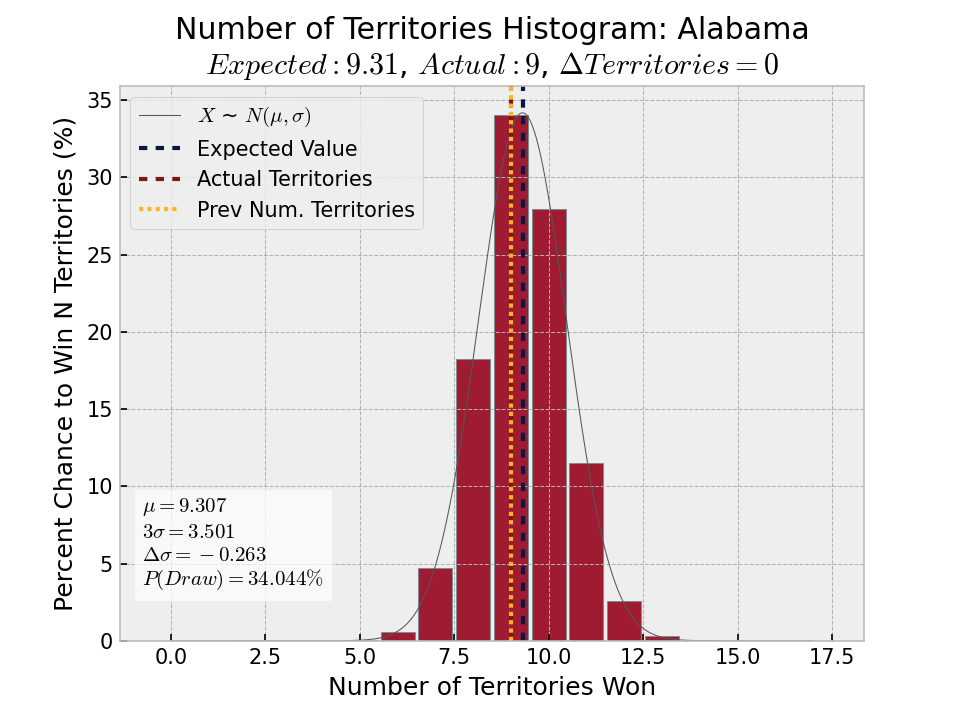 Number of Territories Histogram: Alabama
Expected : 9.31, Actual : 9, ΔTerritories = 0
Percent Chance to Win N Territories (%)
35
30
25
20
15
10
5
0
X ~ N(μ, σ)
Expected Value
Actual Territories
Prev Num. Territories
μ = 9.307
3σ = 3.501
Δσ = −0.263
P(Draw) = 34.044%
0.0 2.5 5.0 7.5 10.0 12.5 15.0 17.5
Number of Territories Won